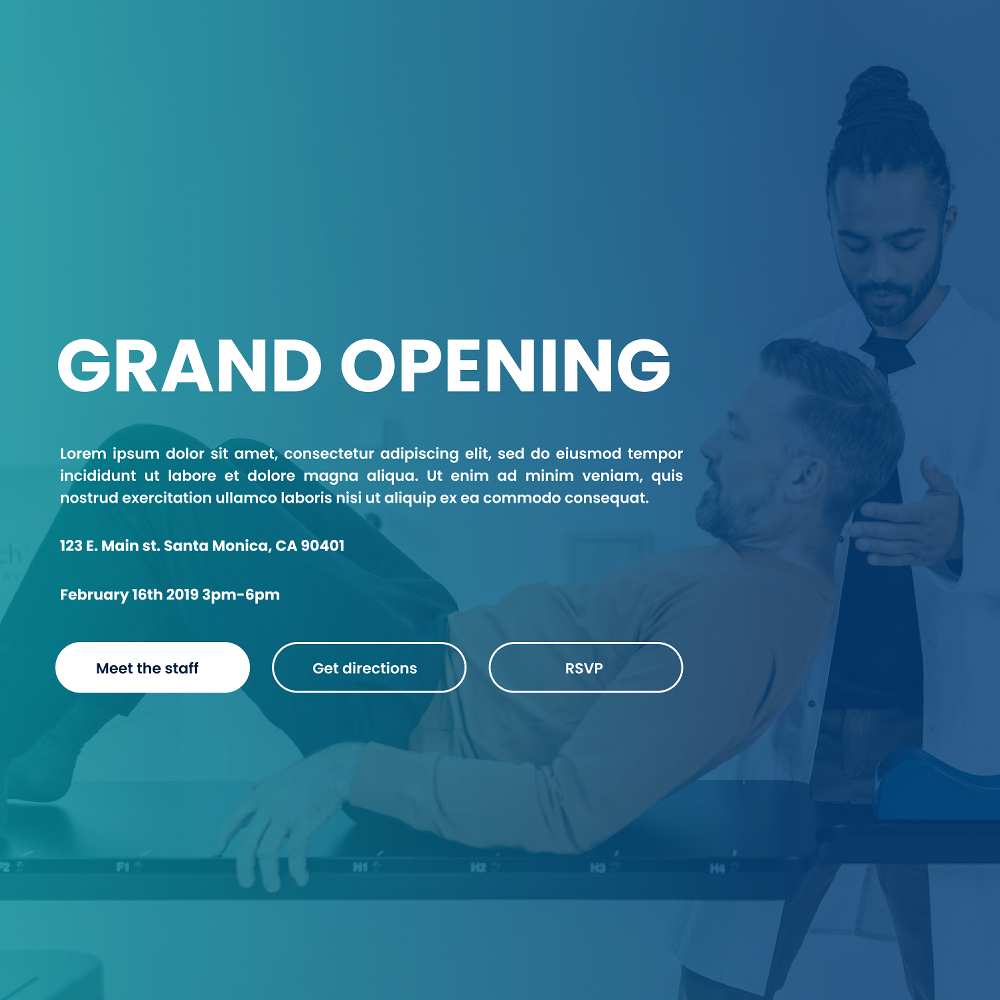 GRAND OPENING
Lorem ipsum dolor sit amet, consectetur adipiscing elit, sed do eiusmod tempor
incididunt ut labore et dolore magna aliqua. Ut enim ad minim veniam, quis
nostrud exercitation ullamco laboris nisi ut aliquip ex ea commodo consequat.
123 E. Main st. Santa Monica, CA 90401
February 16th 2019 3pm-6pm
Meet the staff Get directions RSVP
F2 F1 H1 H2 H3 H4